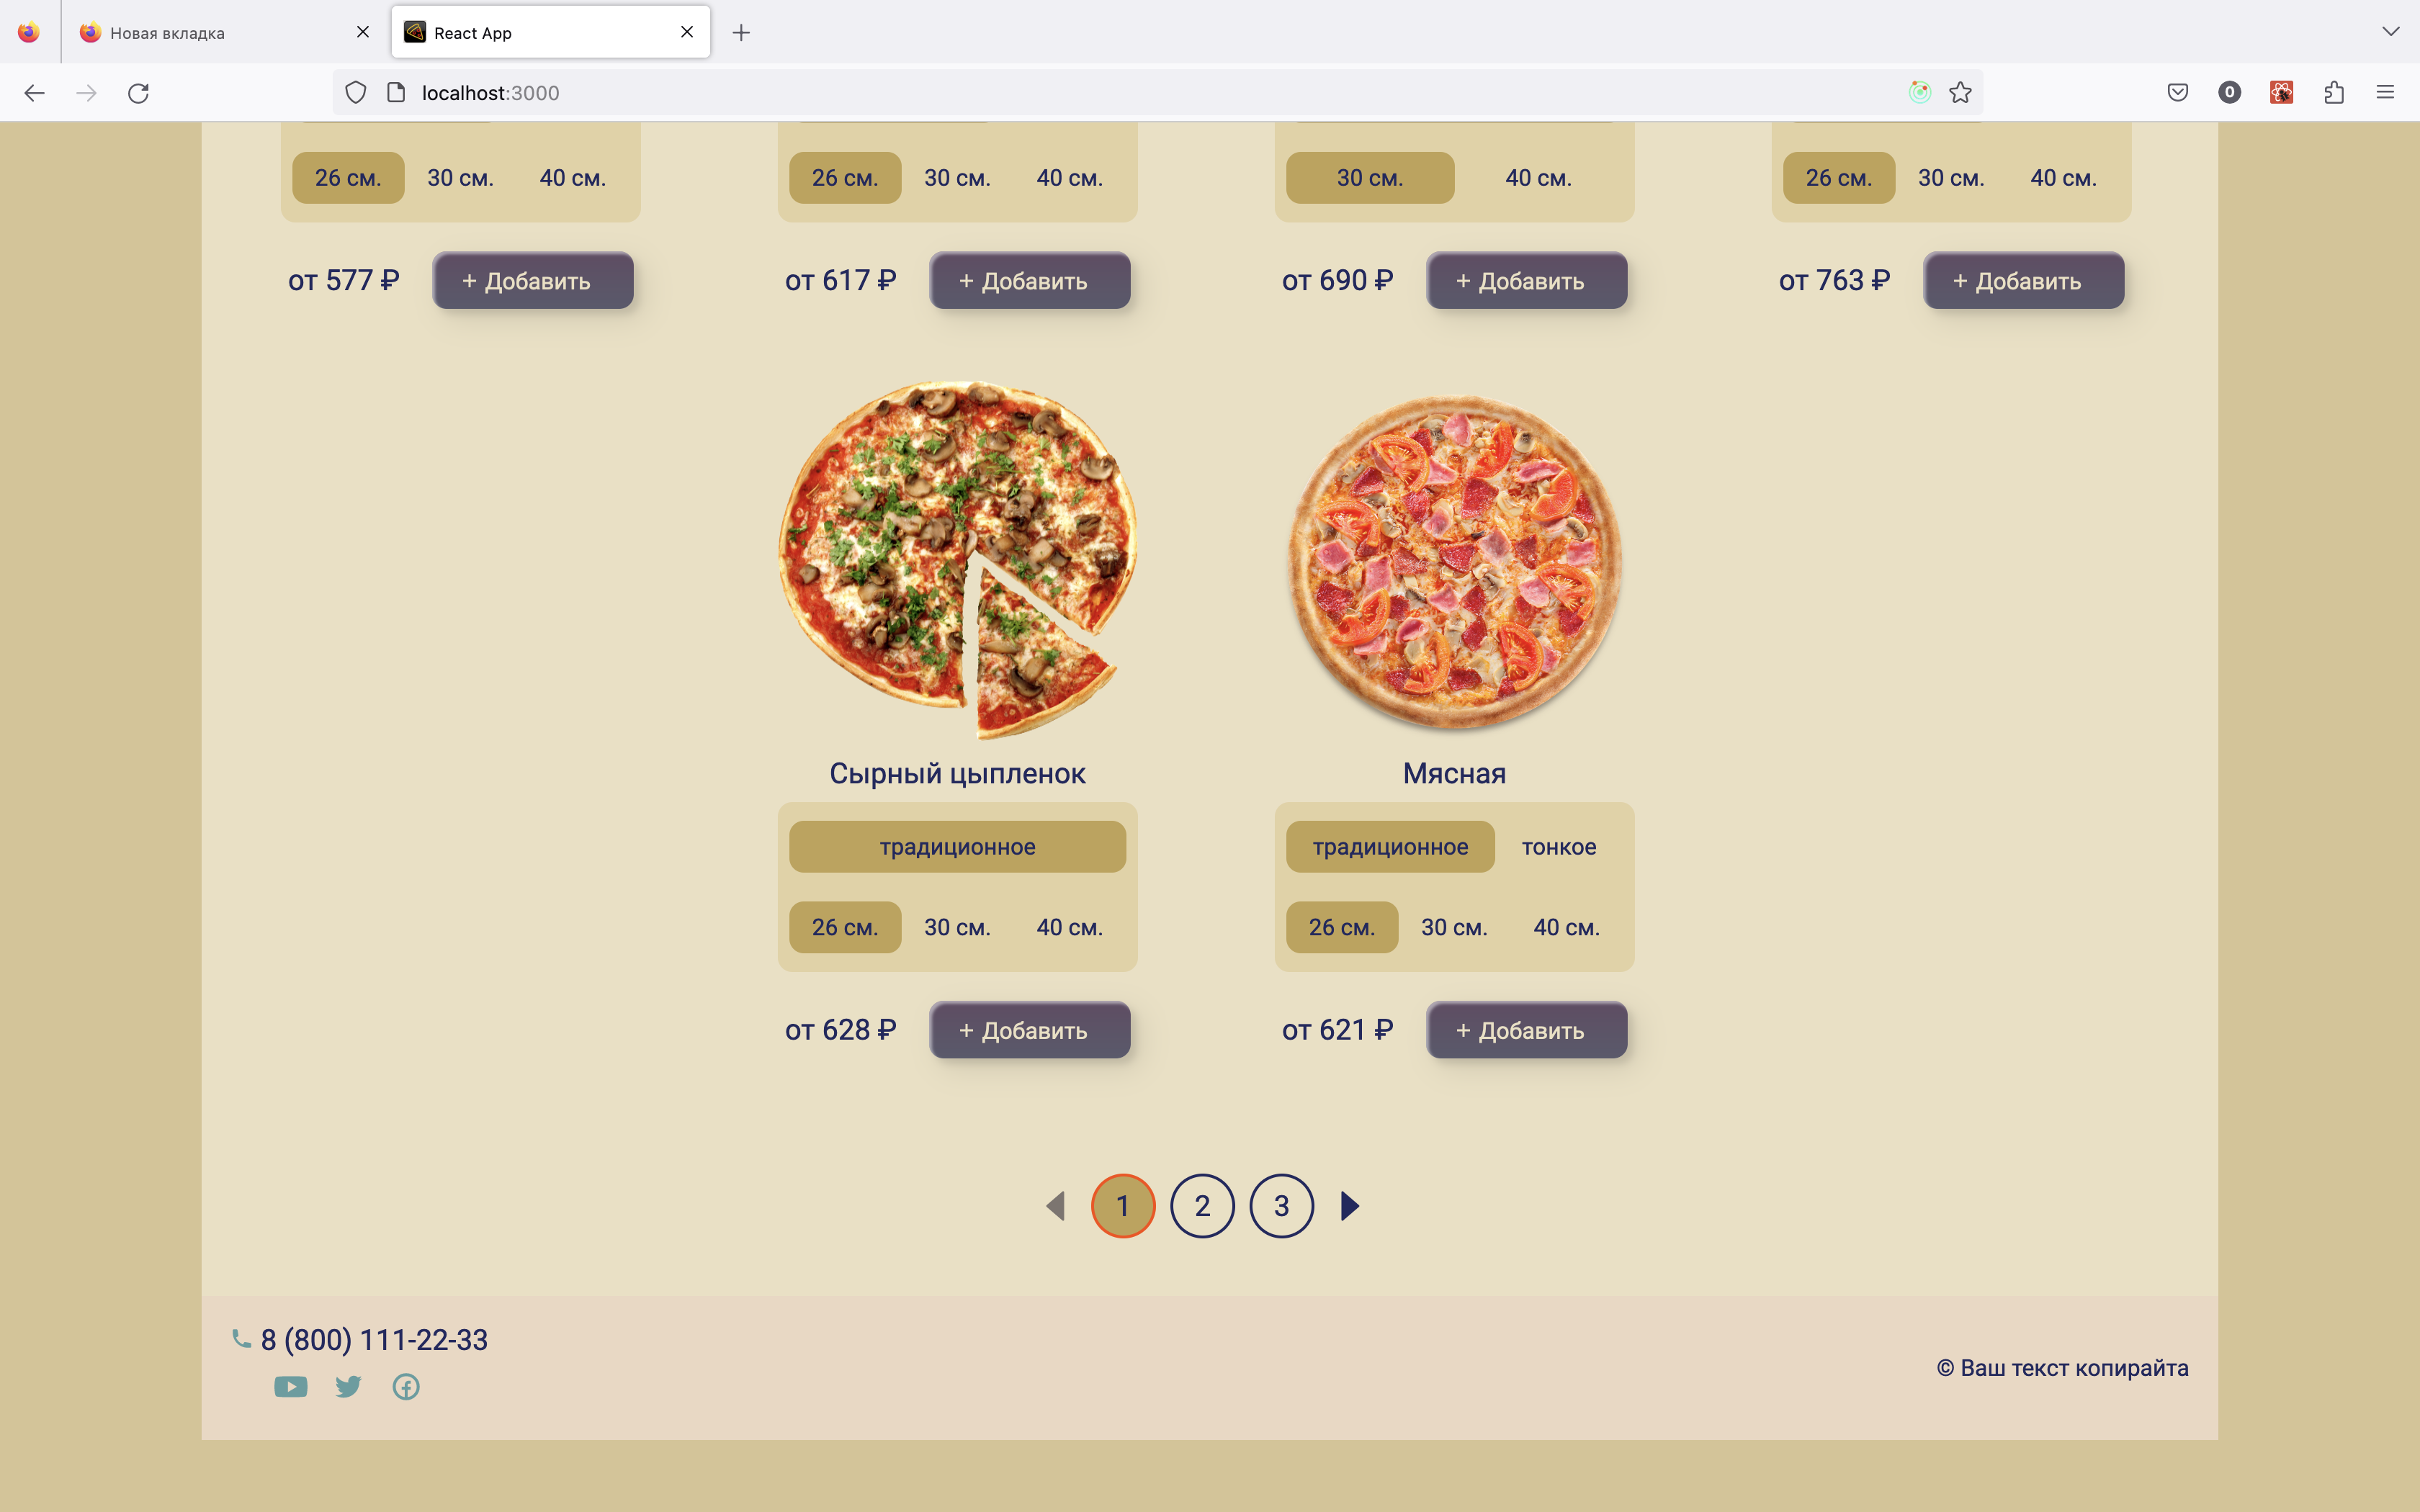 Новая вкладка
React App
localhost:3000
0
26 см. 30 см. 40 см.
26 см. 30 см. 40 см.
30 см. 40 см.
26 см. 30 см. 40 см.
от 577 ₽ + Добавить
от 617 ₽ + Добавить
от 690 ₽ + Добавить
от 763 ₽ + Добавить
Сырный цыпленок
традиционное
26 см. 30 см. 40 см.
от 628 ₽ + Добавить
Мясная
традиционное тонкое
26 см. 30 см. 40 см.
от 621 ₽ + Добавить
1 2 3
8 (800) 111-22-33
© Ваш текст копирайта